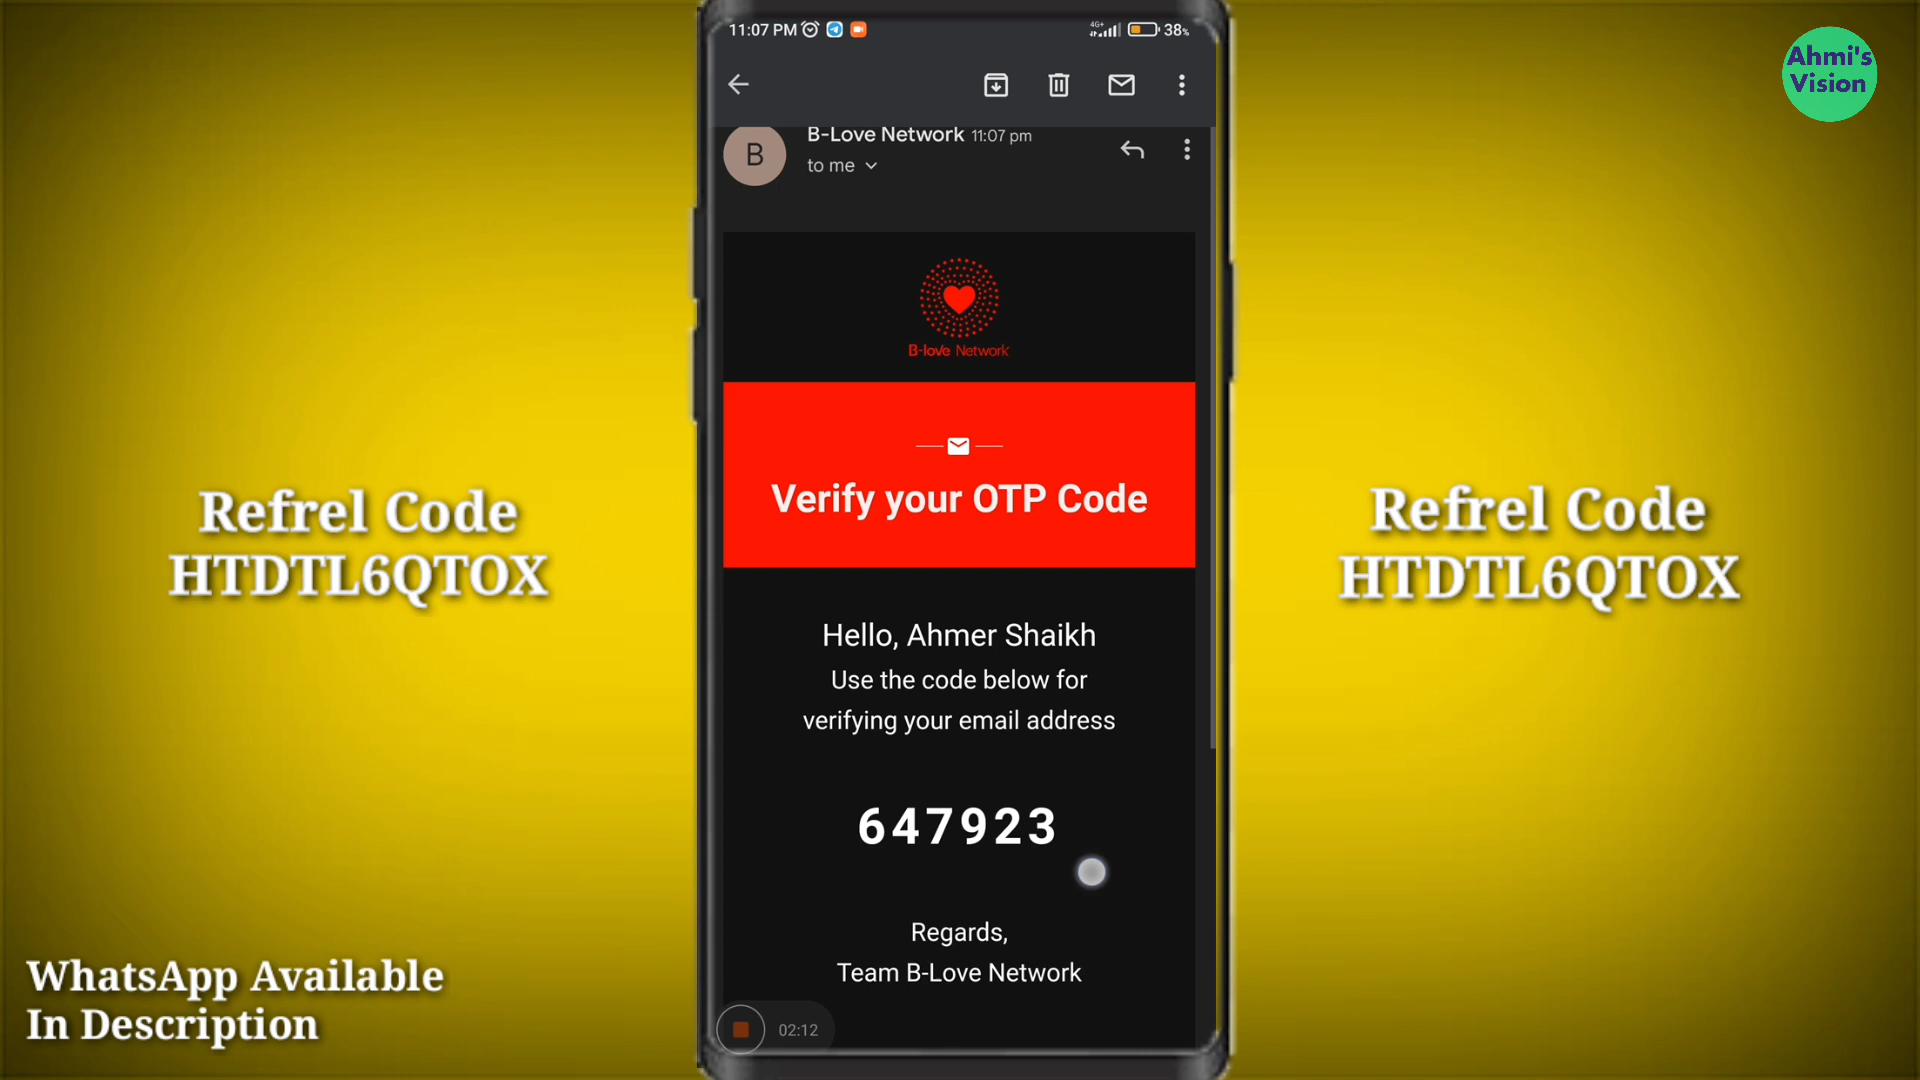 11:07 PM
4G+
38%
Ahmi's
Vision
B
B-Love Network 11:07 pm
to me
B-love Network
Verify your OTP Code
Refrel Code
HTDTL6QTOX
Refrel Code
HTDTL6QTOX
Hello, Ahmer Shaikh
Use the code below for
verifying your email address
647923
Regards,
Team B-Love Network
WhatsApp Available
In Description
02:12